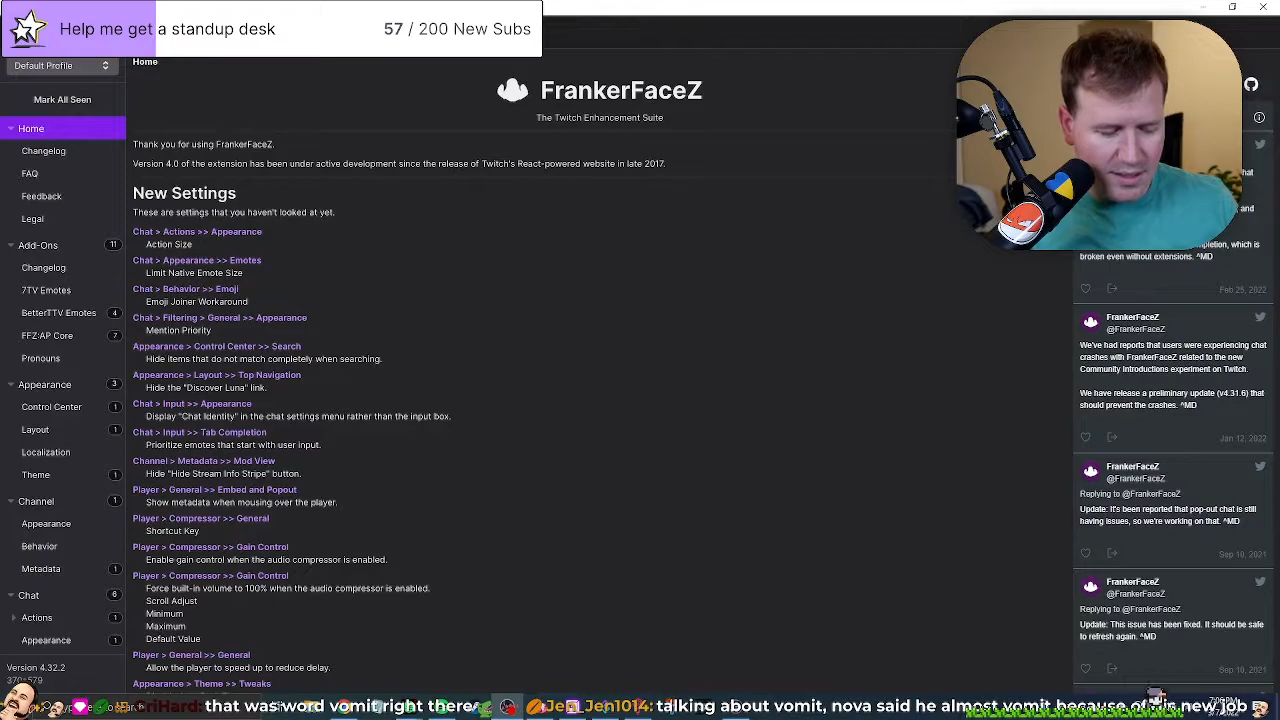 Help me get a standup desk
57 / 200 New Subs
Default Profile
Home
Mark All Seen
Home
Changelog
FAQ
Feedback
Legal
Add-Ons 11
Changelog
7TV Emotes
BetterTTV Emotes 4
FFZ:AP Core 7
Pronouns
Appearance 3
Control Center 1
Layout 1
Localization
Theme 1
Channel 1
Appearance
Behavior
Metadata 1
Chat 6
Actions 1
Appearance 1
Version 4.32.2
FrankerFaceZ
The Twitch Enhancement Suite
Thank you for using FrankerFaceZ.
Version 4.0 of the extension has been under active development since the release of Twitch's React-powered website in late 2017.
New Settings
These are settings that you haven't looked at yet.
Chat > Actions >> Appearance
Action Size
Chat > Appearance >> Emotes
Limit Native Emote Size
Chat > Behavior >> Emoji
Emoji Joiner Workaround
Chat > Filtering > General >> Appearance
Mention Priority
Appearance > Control Center >> Search
Hide items that do not match completely when searching.
Appearance > Layout >> Top Navigation
Hide the "Discover Luna" link.
Chat > Input >> Appearance
Display "Chat Identity" in the chat settings menu rather than the input box.
Chat > Input >> Tab Completion
Prioritize emotes that start with user input.
Channel > Metadata >> Mod View
Hide "Hide Stream Info Stripe" button.
Player > General >> Embed and Popout
Show metadata when mousing over the player.
Player > Compressor >> General
Shortcut Key
Player > Compressor >> Gain Control
Enable gain control when the audio compressor is enabled.
Player > Compressor >> Gain Control
Force built-in volume to 100% when the audio compressor is enabled.
Scroll Adjust
Minimum
Maximum
Default Value
Player > General >> General
Allow the player to speed up to reduce delay.
Appearance > Theme >> Tweaks
that
and
which is
broken even without extensions. ^MD
Feb 25, 2022
FrankerFaceZ
@FrankerFaceZ
We've had reports that users were experiencing chat
crashes with FrankerFaceZ related to the new
Community Introductions experiment on Twitch.
We have released a preliminary update (v4.31.6)
that should prevent the crashes. ^MD
Jan 12, 2022
FrankerFaceZ
@FrankerFaceZ
Replying to @FrankerFaceZ
Update: It's been reported that pop-out chat is still
having issues, so we're working on that. ^MD
Sep 10, 2021
FrankerFaceZ
@FrankerFaceZ
Replying to @FrankerFaceZ
Update: This issue has been fixed. It should be safe
to refresh again. ^MD
Sep 10, 2021
that was word vomit right there Jen_Jen1014: talking about vomit, nova said he almost vomit because of